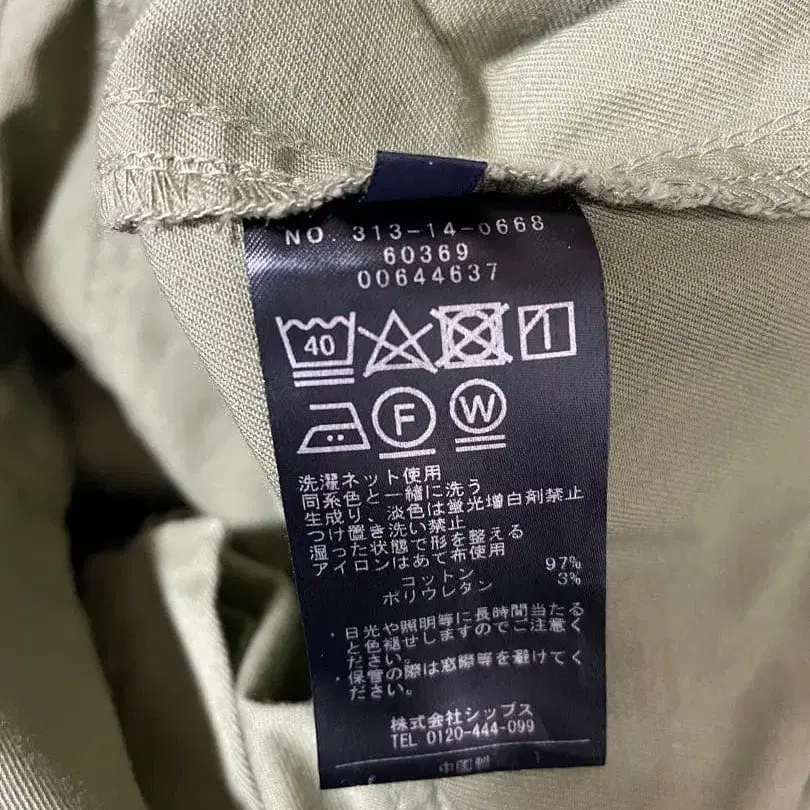 NO. 313-14-0668
60369
00644637
40
F W
洗濯ネット使用
同系色と一緒に洗う
生成り、淡色は蛍光増白剤禁止
つけ置き洗い禁止
湿った状態で形を整える
アイロンはあて布使用
コットン 97%
ポリウレタン 3%
・日光や照明等に長時間当たる
と色褪せしますのでご注意く
ださい。
・保管の際は窓際等を避けてく
ださい。
株式会社シップス
TEL 0120-444-099
中国製